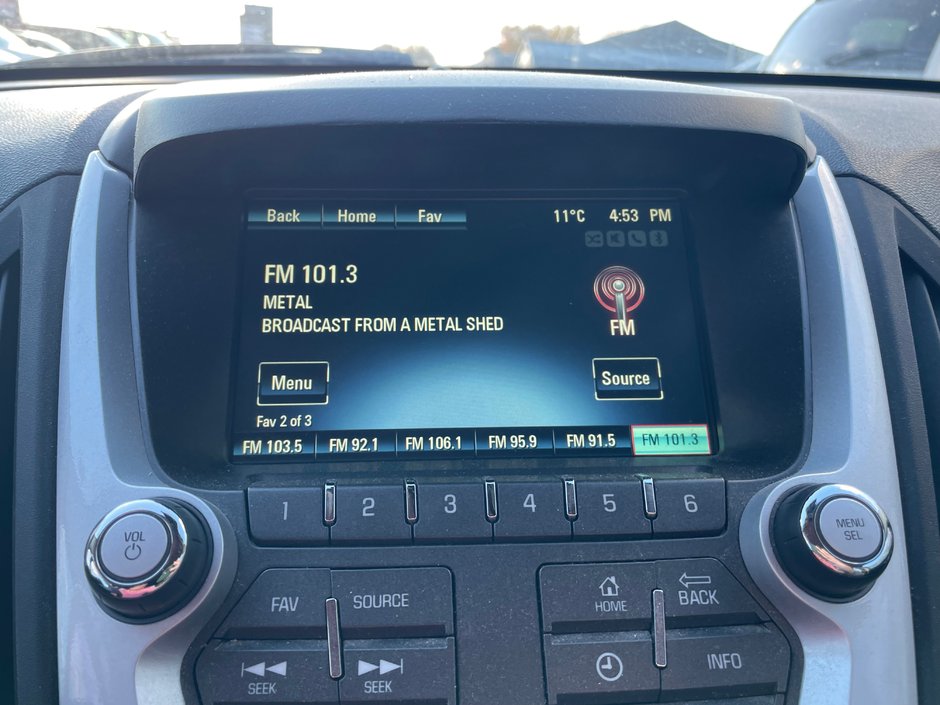 Back Home Fav 11°C 4:53 PM
FM 101.3
METAL
BROADCAST FROM A METAL SHED
FM
Menu Source
Fav 2 of 3
FM 103.5 FM 92.1 FM 106.1 FM 95.9 FM 91.5 FM 101.3
1 2 3 4 5 6
VOL
MENU
SEL
FAV SOURCE HOME BACK
SEEK SEEK INFO